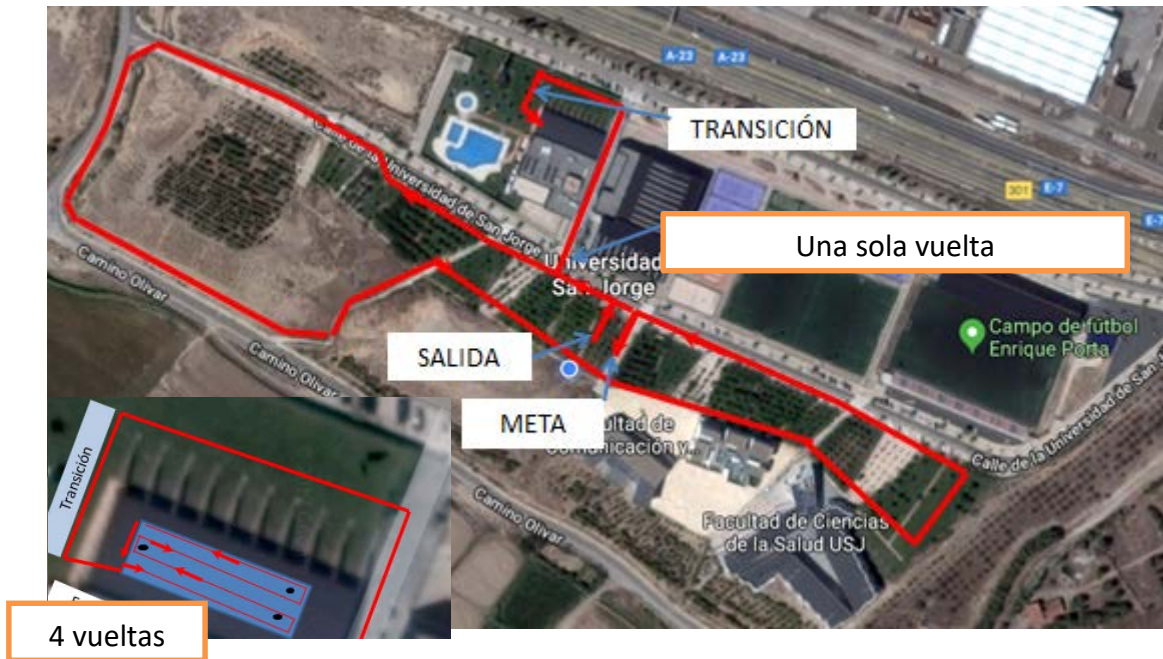 A-23
A-23
TRANSICIÓN
Calle de la Universidad de San Jorge
301
E-7
E-7
Una sola vuelta
Universidad
San Jorge
Camino Olivar
Campo de fútbol
Enrique Porta
SALIDA
Camino Olivar
META
Facultad de
Comunicación y...
Calle de la Universidad de San J
Transición
Camino Olivar
Facultad de Ciencias
de la Salud USJ
4 vueltas